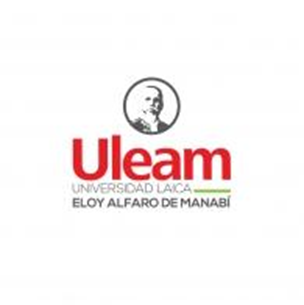 Uleam
UNIVERSIDAD LAICA
ELOY ALFARO DE MANABÍ